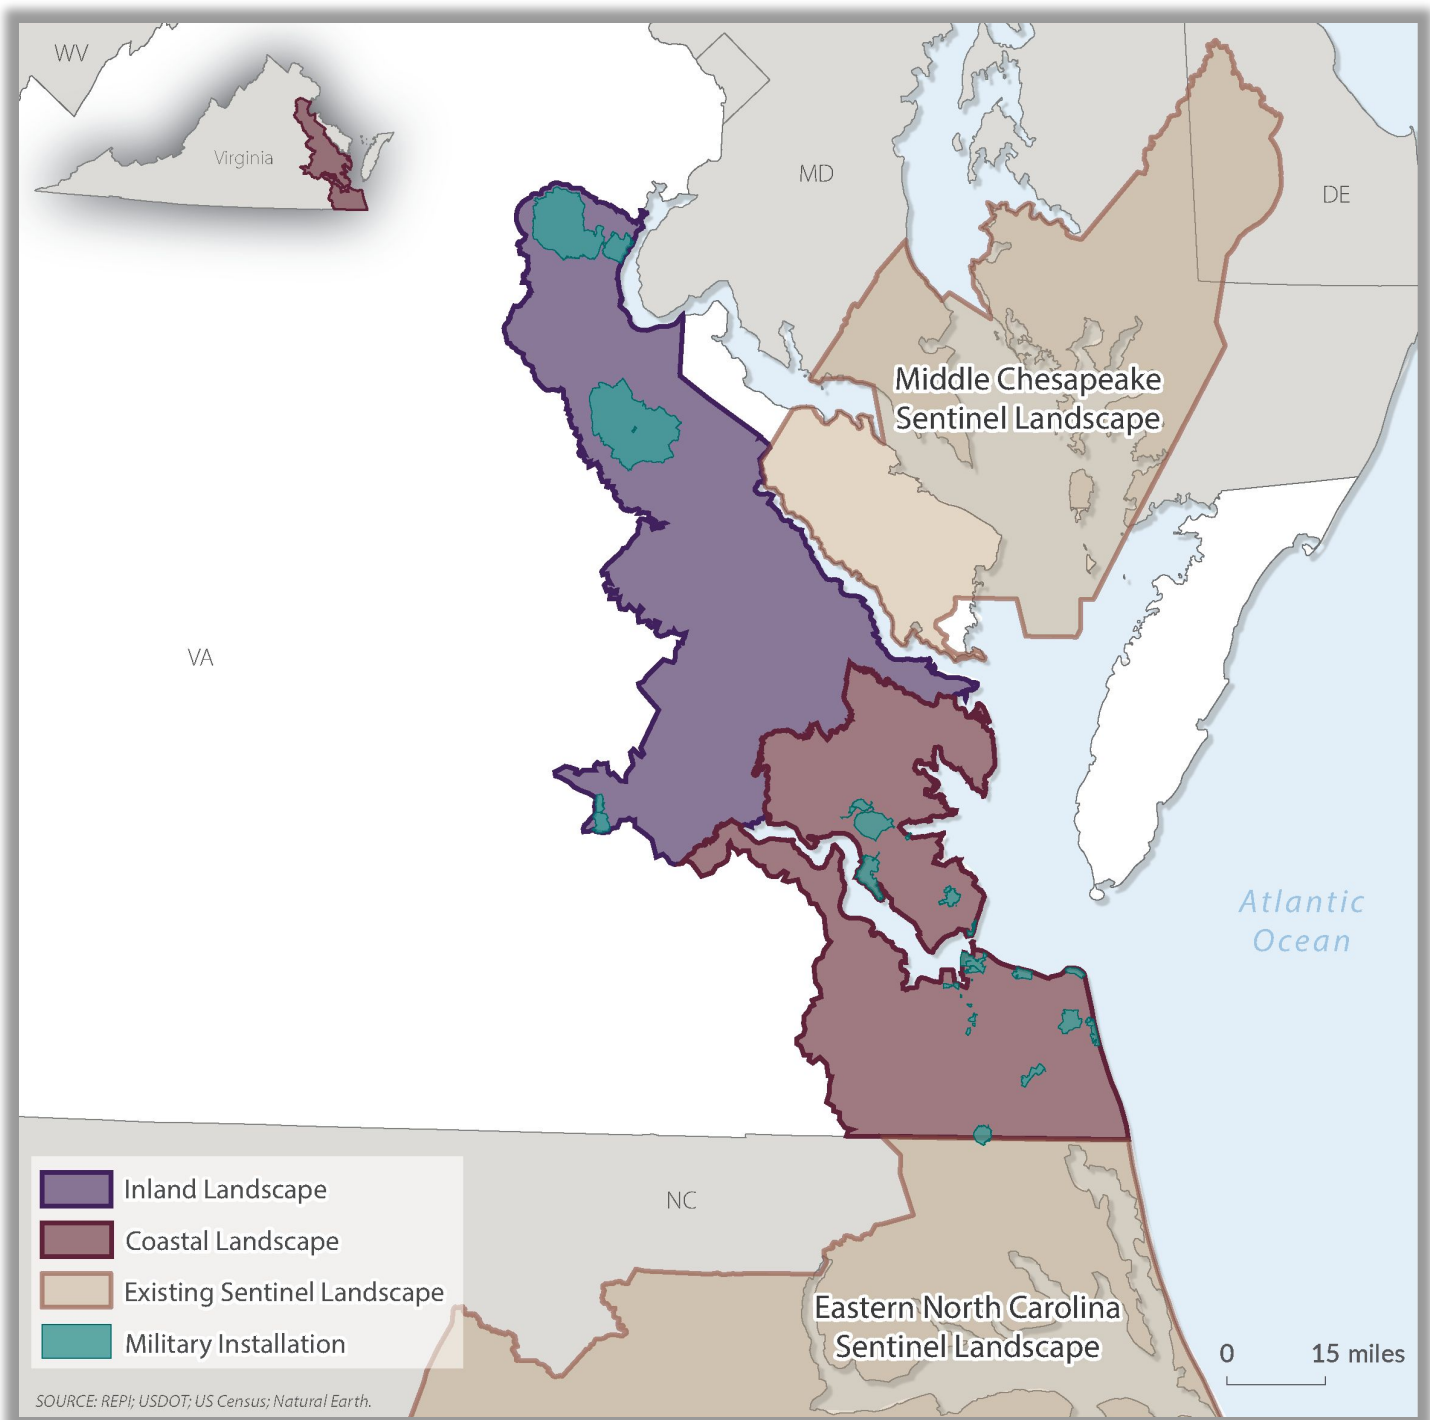 WV
Virginia
MD
DE
Middle Chesapeake
Sentinel Landscape
VA
Atlantic
Ocean
NC
Inland Landscape
Coastal Landscape
Existing Sentinel Landscape
Military Installation
Eastern North Carolina
Sentinel Landscape
0 15 miles
SOURCE: REPI; USDOT; US Census; Natural Earth.